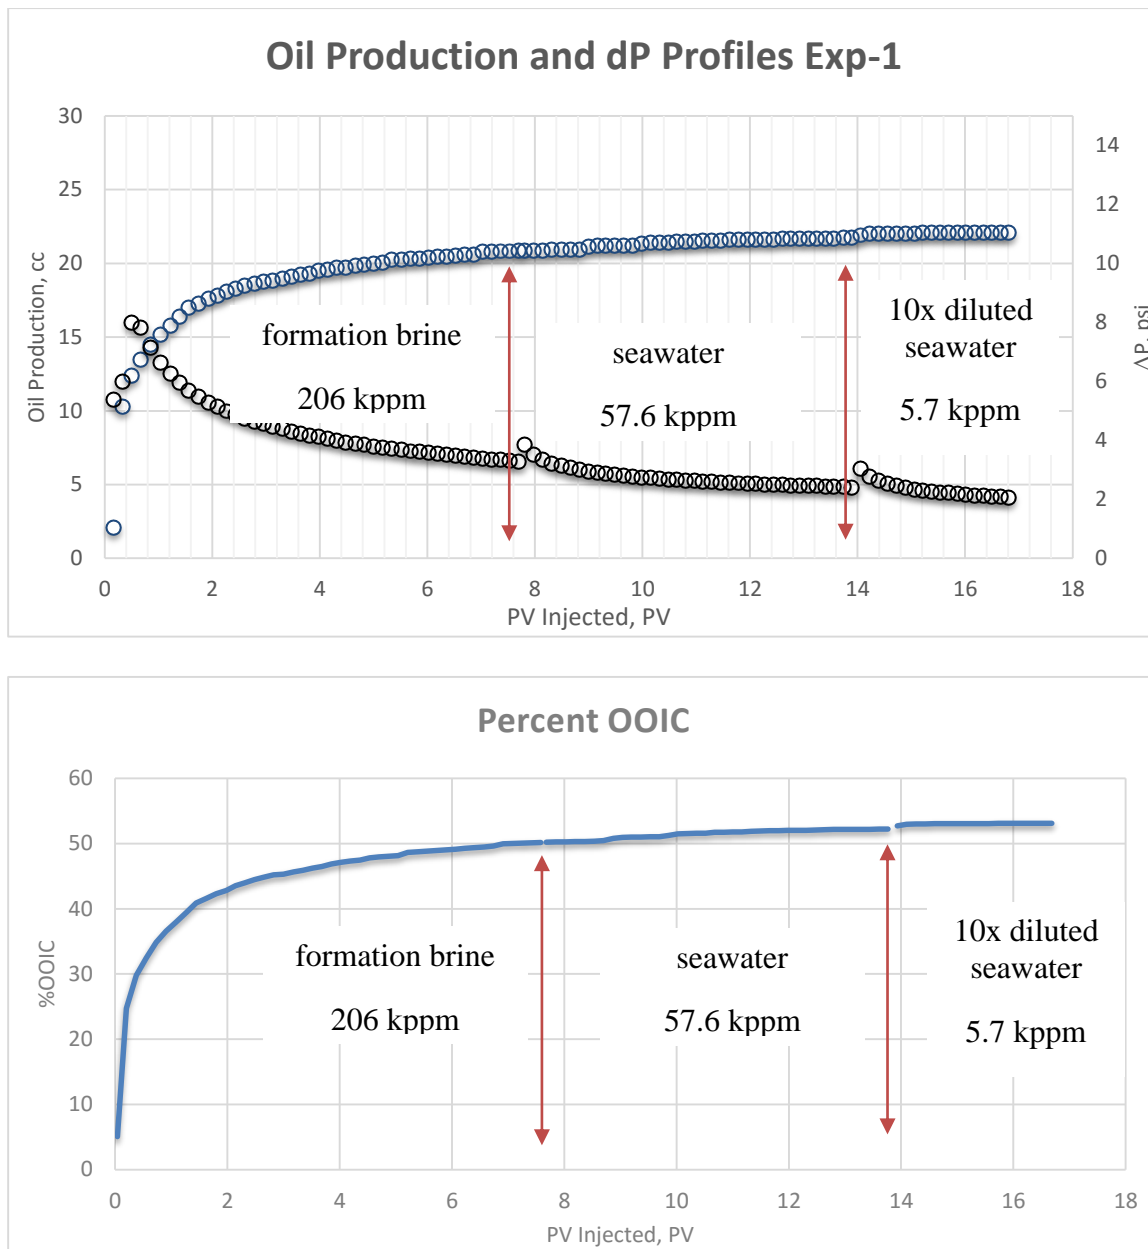 Oil Production and dP Profiles Exp-1
30
25
20
15
10
5
0
Oil Production, cc
14
12
10
8
6
4
2
0
ΔP, psi
formation brine
206 kppm
seawater
57.6 kppm
10x diluted
seawater
5.7 kppm
0 2 4 6 8 10 12 14 16 18
PV Injected, PV
Percent OOIC
60
50
40
30
20
10
0
%OOIC
formation brine
206 kppm
seawater
57.6 kppm
10x diluted
seawater
5.7 kppm
0 2 4 6 8 10 12 14 16 18
PV Injected, PV